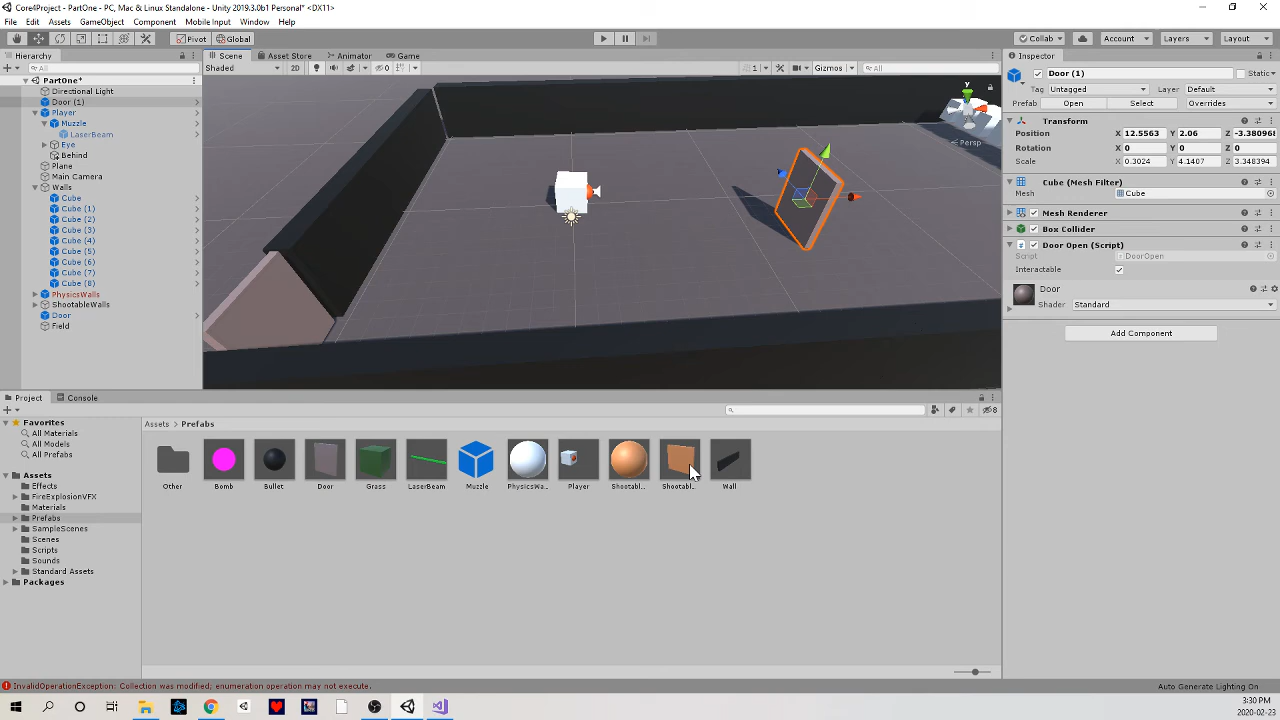 Core4Project - PartOne - PC, Mac & Linux Standalone - Unity 2019.3.0b1 Personal* <DX11>
File Edit Assets GameObject Component Mobile Input Window Help
Pivot Global Collab Account Layers Layout
Hierarchy Scene Asset Store Animator Game Inspector
All Shaded 2D 0 1 Gizmos All Door (1) Static
PartOne*
Directional Light
Door (1)
Player
Muzzle
LaserBeam
Eye
Behind
Plane
Main Camera
Walls
Cube
Cube (1)
Cube (2)
Cube (3)
Cube (4)
Cube (5)
Cube (6)
Cube (7)
Cube (8)
PhysicsWalls
ShootableWalls
Door
Field
y
Persp
Tag Untagged Layer Default
Prefab Open Select Overrides
Transform
Position X 12.5563 Y 2.06 Z -3.380968
Rotation X 0 Y 0 Z 0
Scale X 0.3024 Y 4.1407 Z 3.348394
Cube (Mesh Filter)
Mesh Cube
Mesh Renderer
Box Collider
Door Open (Script)
Script DoorOpen
Interactable
Door
Shader Standard
Add Component
Project Console
8
Favorites
All Materials
All Models
All Prefabs
Assets
Effects
FireExplosionVFX
Materials
Prefabs
SampleScenes
Scenes
Scripts
Sounds
Standard Assets
Packages
Assets > Prefabs
Other Bomb Bullet Door Grass LaserBeam Muzzle PhysicsWa... Player Shootabl... Shootabl... Wall
InvalidOperationException: Collection was modified; enumeration operation may not execute.
Auto Generate Lighting On
3:30 PM
2020-02-23